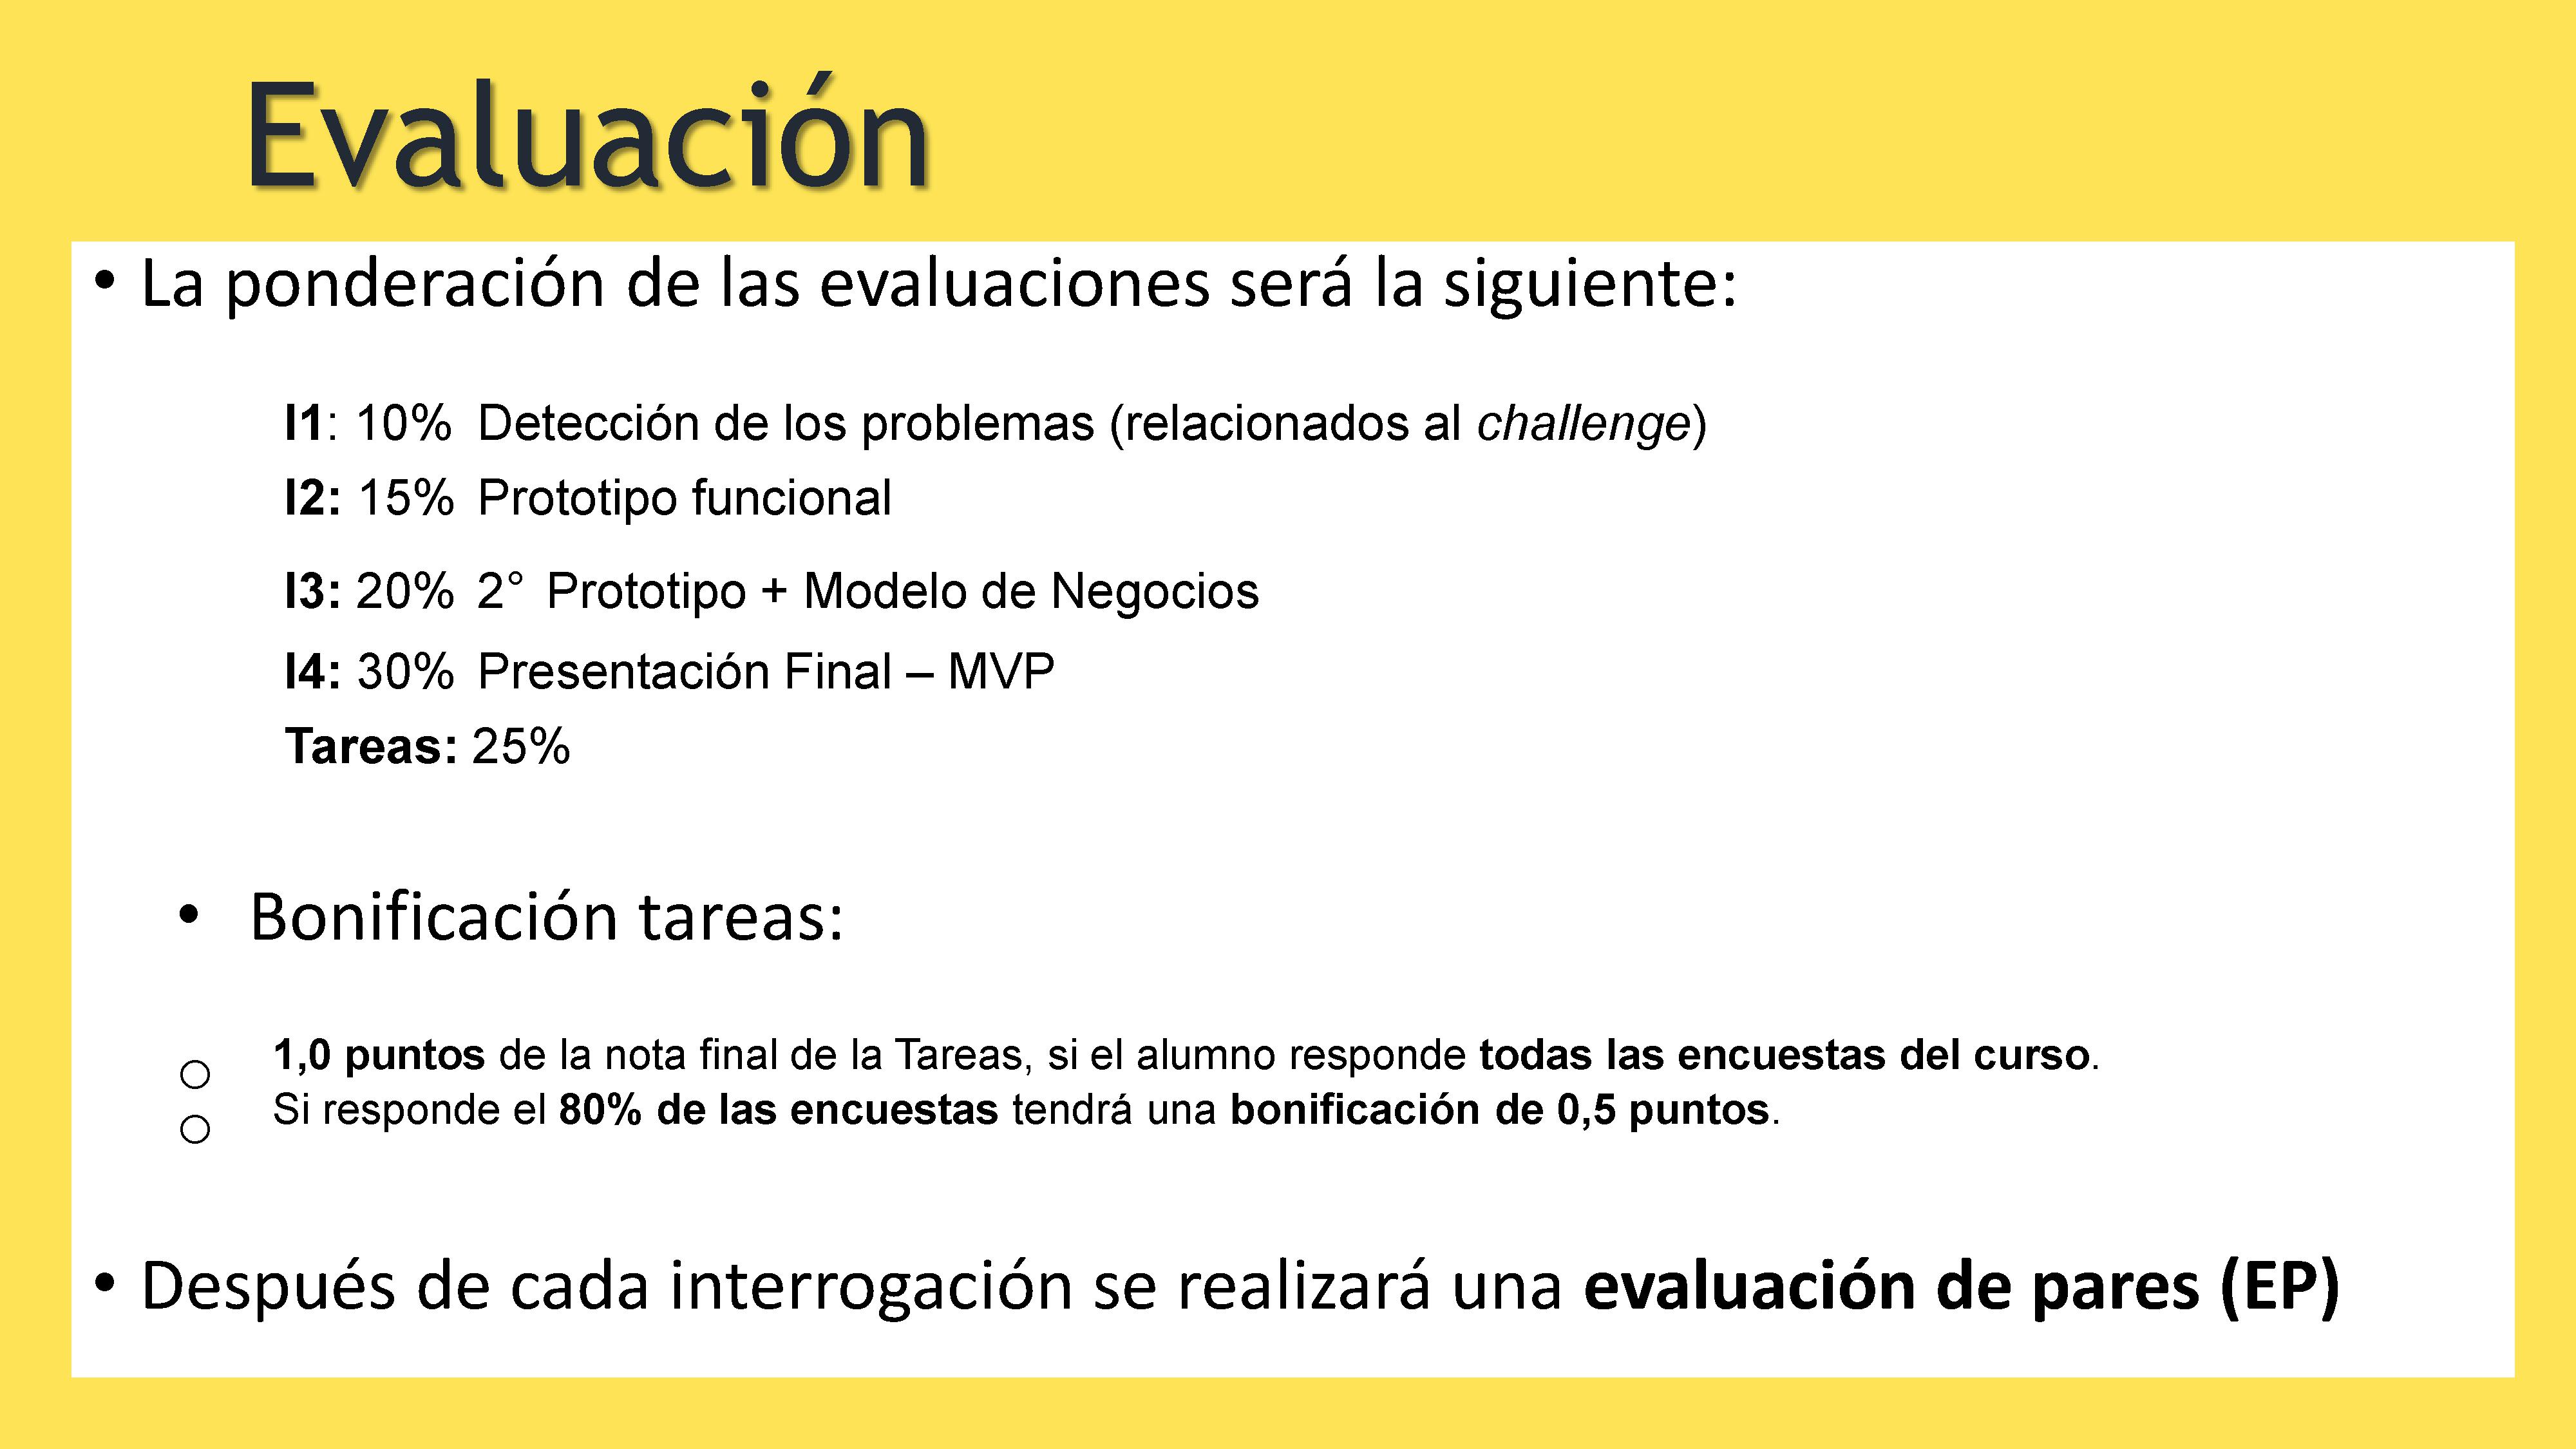 Evaluación
• La ponderación de las evaluaciones será la siguiente:
I1: 10% Detección de los problemas (relacionados al challenge)
I2: 15% Prototipo funcional
I3: 20% 2° Prototipo + Modelo de Negocios
I4: 30% Presentación Final – MVP
Tareas: 25%
• Bonificación tareas:
○ 1,0 puntos de la nota final de la Tareas, si el alumno responde todas las encuestas del curso.
○ Si responde el 80% de las encuestas tendrá una bonificación de 0,5 puntos.
• Después de cada interrogación se realizará una evaluación de pares (EP)